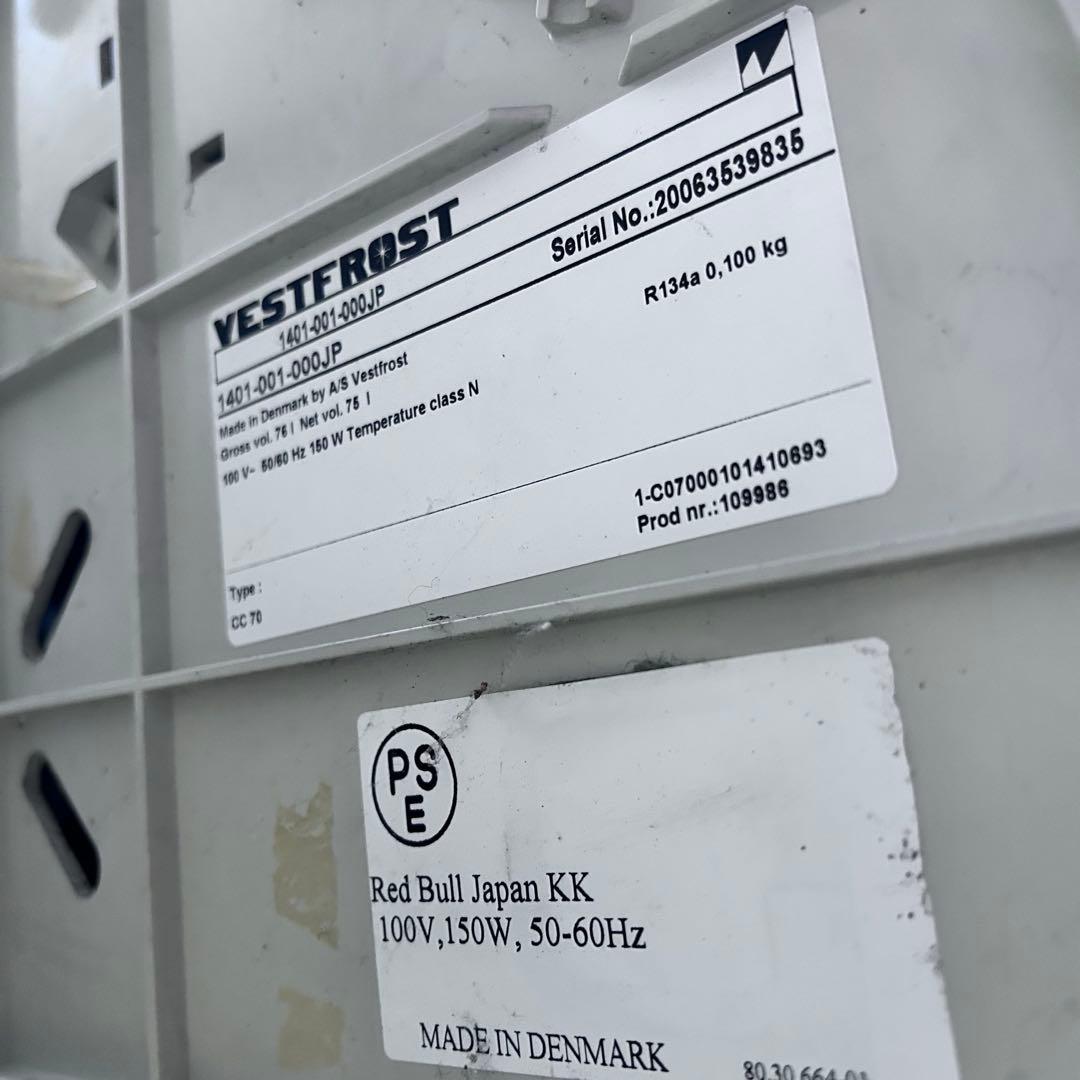 VESTFROST
1401-001-000JP
Serial No.:20063539835
1401-001-000JP
R134a 0,100 kg
Made in Denmark by A/S Vestfrost
Gross vol. 76 l Net vol. 75 l
100 V~ 50/60 Hz 150 W Temperature class N
1-C07000101410693
Prod nr.:109986
Type :
CC 70
PS
E
Red Bull Japan KK
100V,150W, 50-60Hz
MADE IN DENMARK